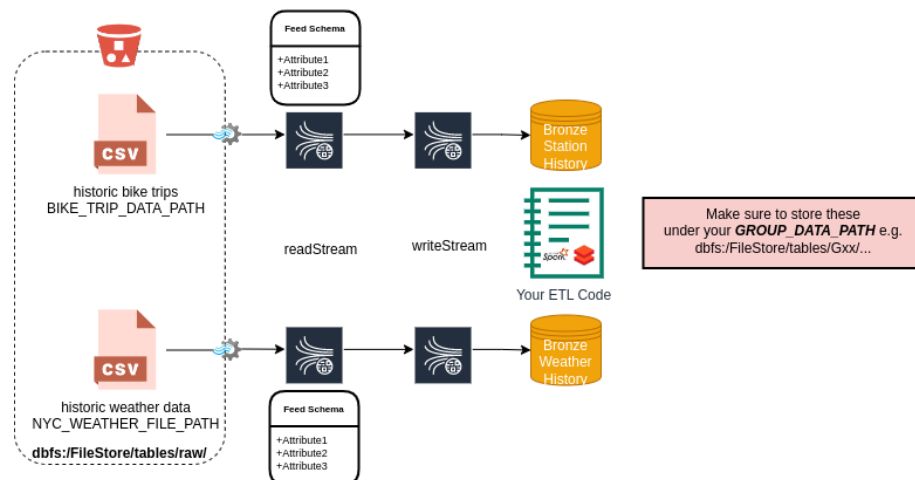 Feed Schema
+Attribute1
+Attribute2
+Attribute3
CSV
historic bike trips
BIKE_TRIP_DATA_PATH
Bronze
Station
History
readStream
writeStream
Spark
Your ETL Code
Make sure to store these
under your GROUP_DATA_PATH e.g.
dbfs:/FileStore/tables/Gxx/...
CSV
historic weather data
NYC_WEATHER_FILE_PATH
dbfs:/FileStore/tables/raw/
Bronze
Weather
History
Feed Schema
+Attribute1
+Attribute2
+Attribute3